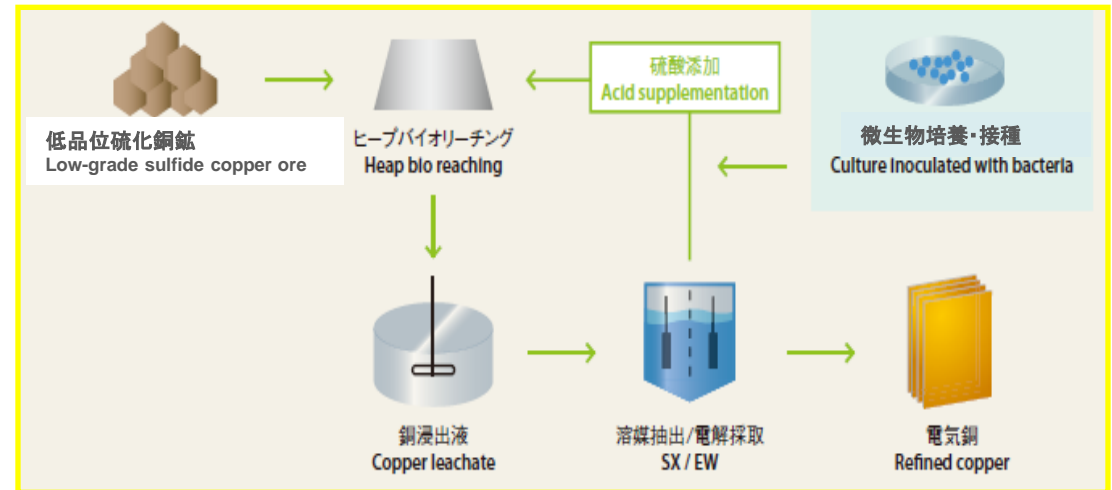 硫酸添加
Acid supplementation
低品位硫化銅鉱
Low-grade sulfide copper ore
ヒープバイオリーチング
Heap bio reaching
微生物培養・接種
Culture inoculated with bacteria
銅浸出液
Copper leachate
溶媒抽出/電解採取
SX / EW
電気銅
Refined copper